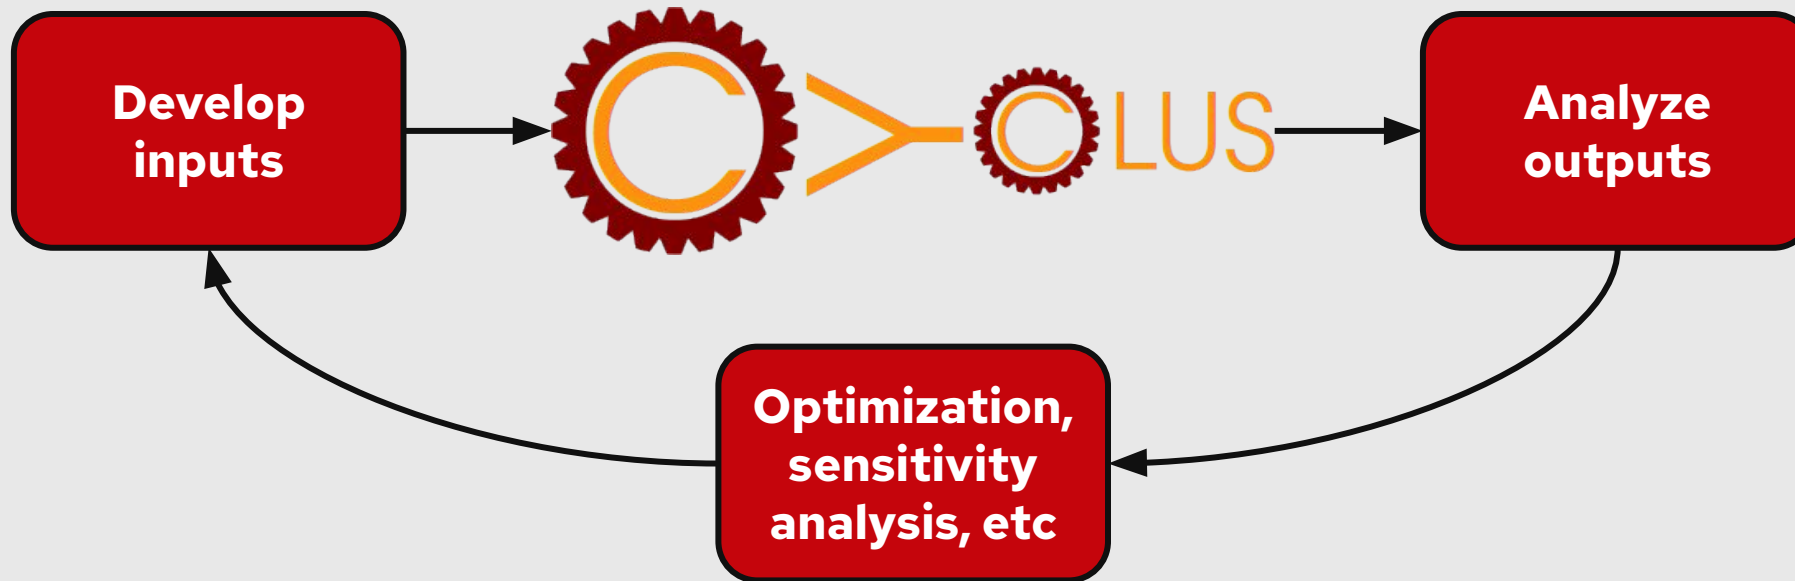 Develop
inputs
CYCLUS
Analyze
outputs
Optimization,
sensitivity
analysis, etc